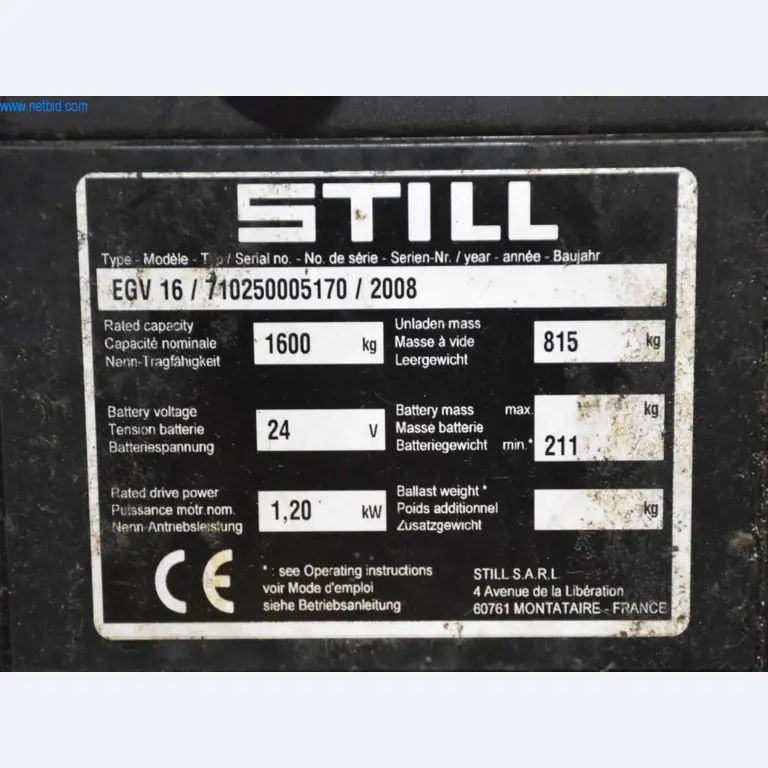 www.netbid.com
STILL
Type - Modèle - Typ / Serial no. - No. de série - Serien-Nr. / year - année - Baujahr
EGV 16 / 710250005170 / 2008
Rated capacity
Capacité nominale
Nenn-Tragfähigkeit
1600 kg
Unladen mass
Masse à vide
Leergewicht
815 kg
Battery voltage
Tension batterie
Batteriespannung
24 V
Battery mass max.
Masse batterie
Batteriegewicht min.*
kg
211
Rated drive power
Puissance motr.nom.
Nenn-Antriebsleistung
1,20 kW
Ballast weight *
Poids additionnel
Zusatzgewicht
kg
CE
* : see Operating instructions
voir Mode d'emploi
siehe Betriebsanleitung
STILL S.A.R.L.
4 Avenue de la Libération
60761 MONTATAIRE - FRANCE